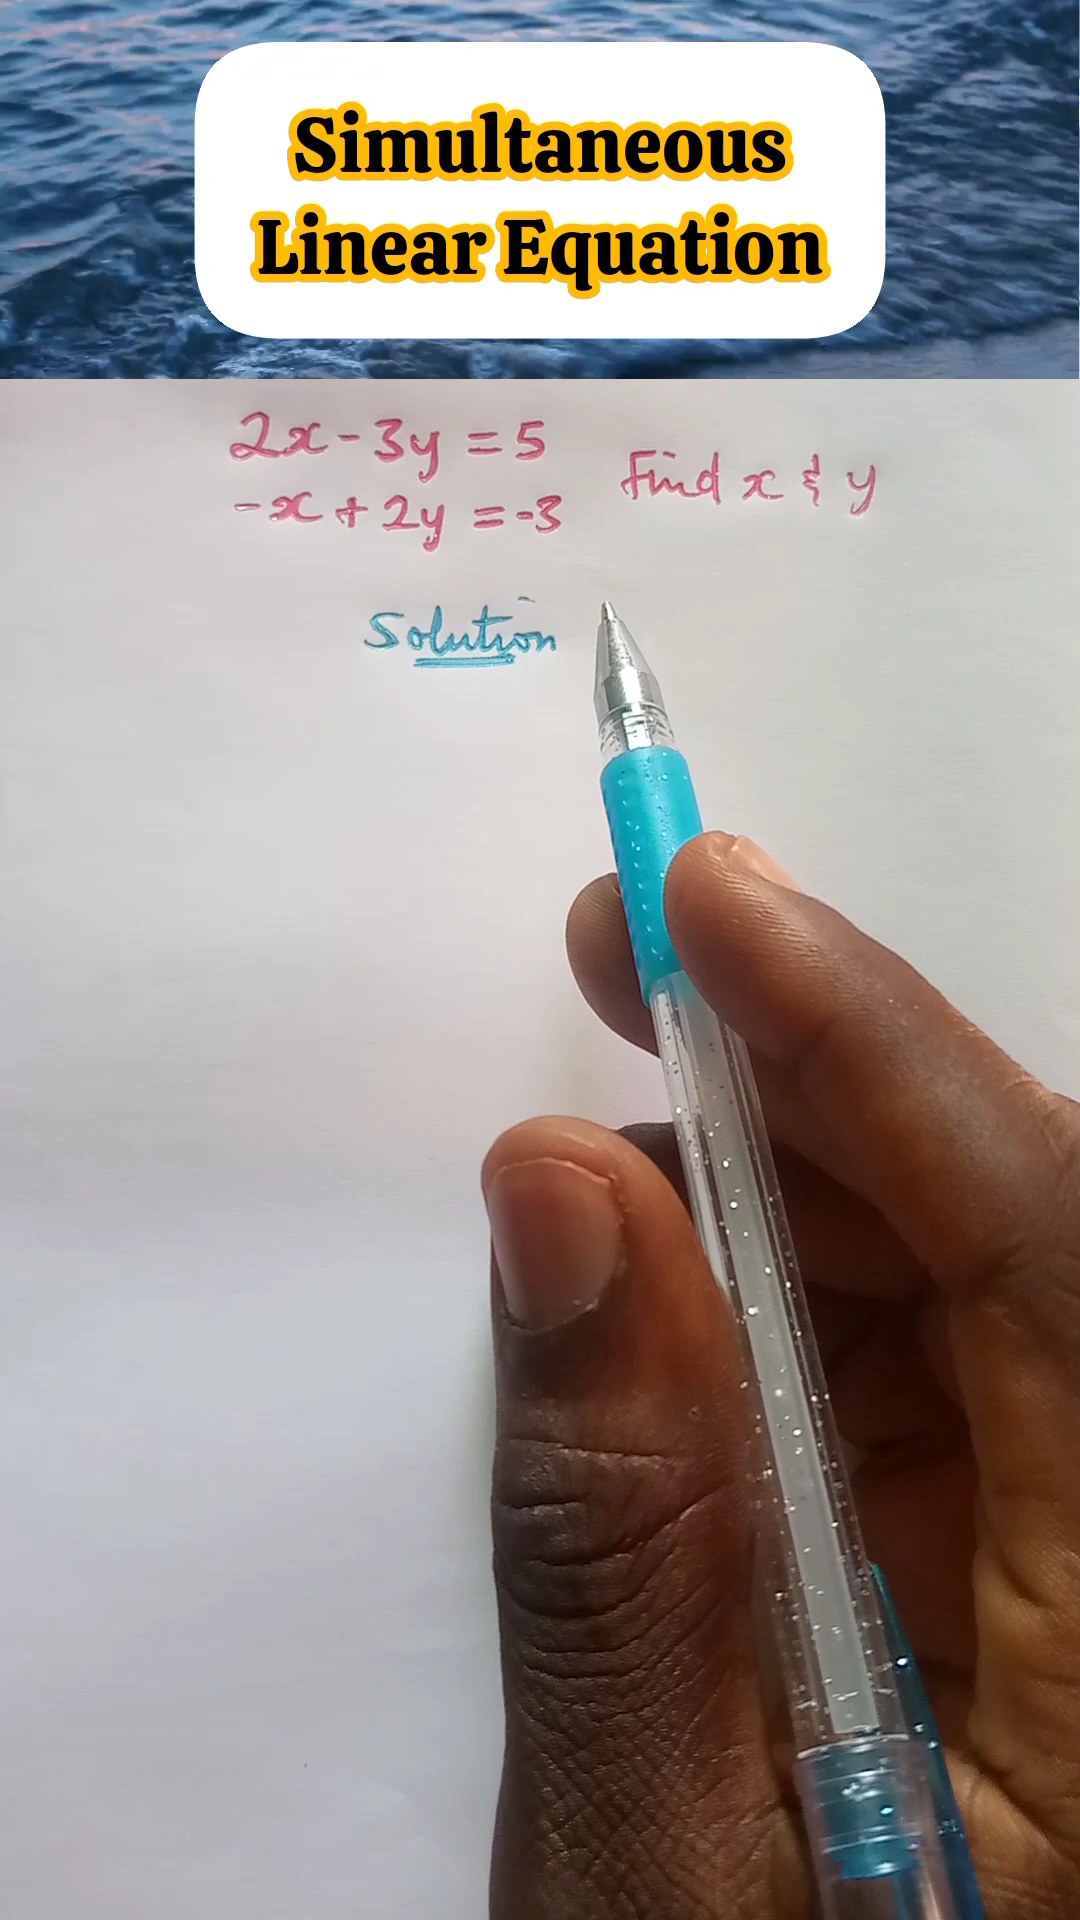 Simultaneous
Linear Equation
2x - 3y = 5
-x + 2y = -3
Find x & y
Solution